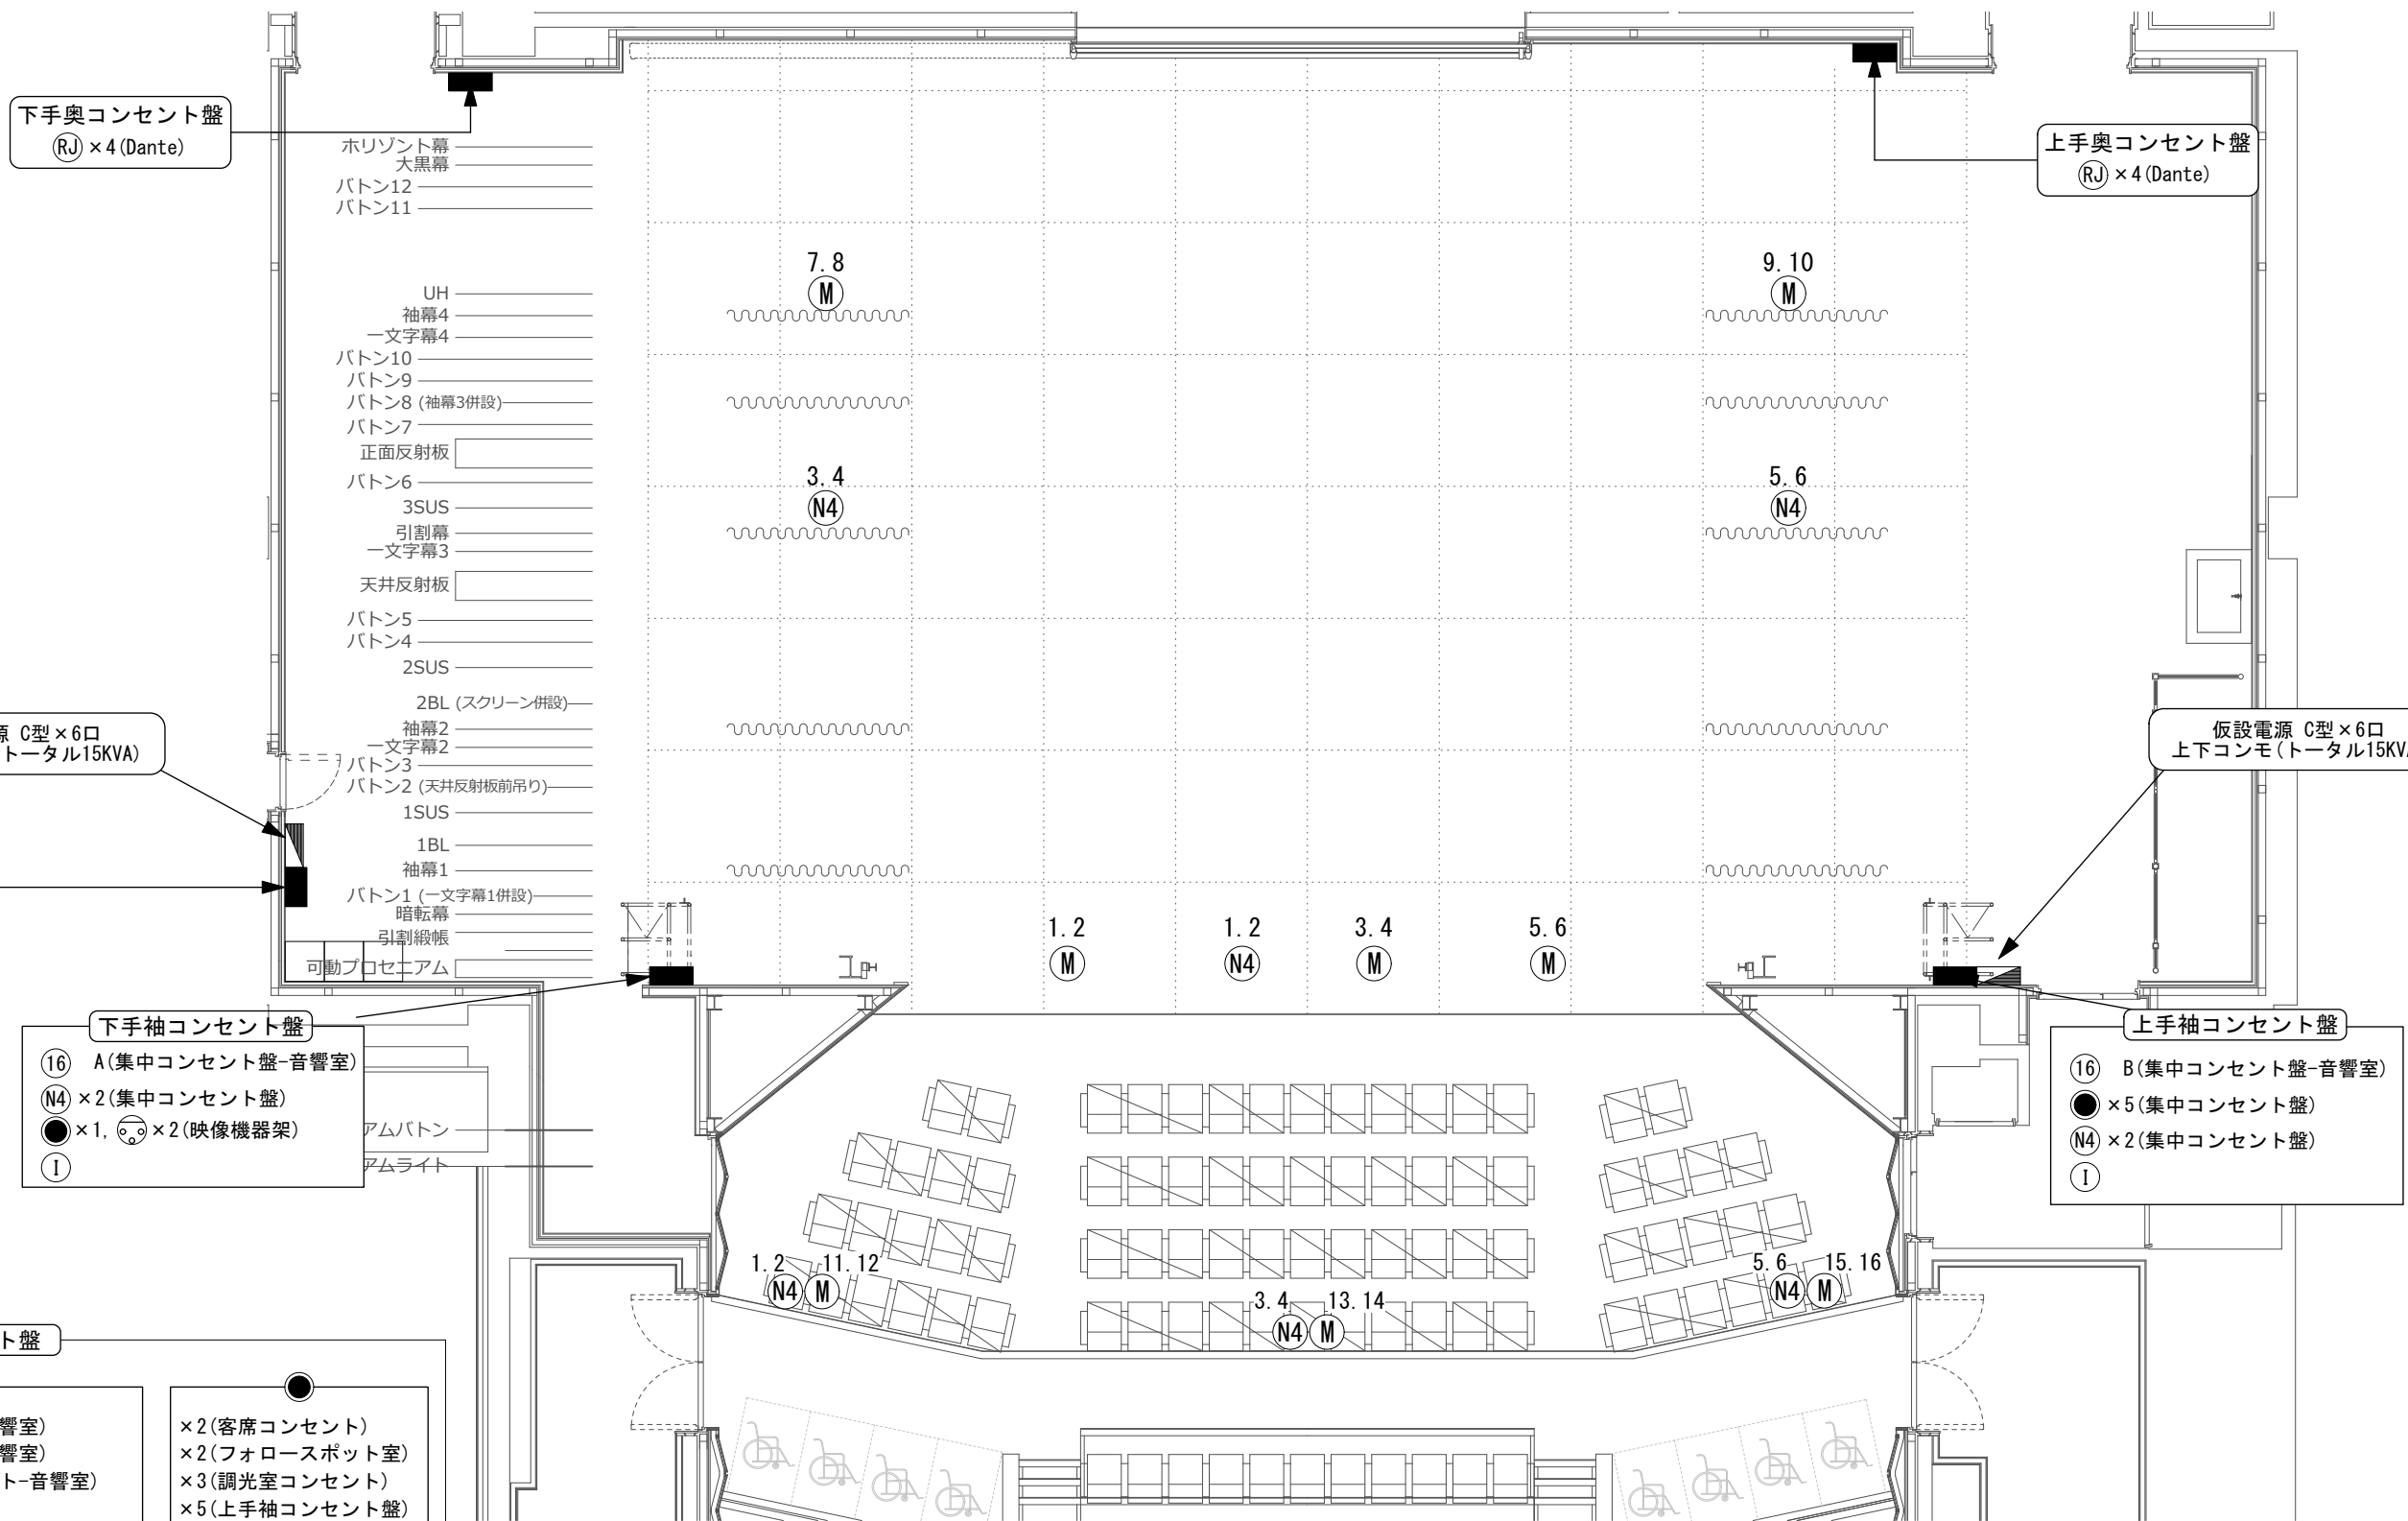 下手奥コンセント盤
RJ ×4(Dante)
上手奥コンセント盤
RJ ×4(Dante)
ホリゾント幕
大黒幕
バトン12
バトン11
UH
袖幕4
一文字幕4
バトン10
バトン9
バトン8 (袖幕3併設)
バトン7
正面反射板
バトン6
3SUS
引割幕
一文字幕3
天井反射板
バトン5
バトン4
2SUS
2BL (スクリーン併設)
袖幕2
一文字幕2
バトン3
バトン2 (天井反射板前吊り)
1SUS
1BL
袖幕1
バトン1 (一文字幕1併設)
暗転幕
引割緞帳
可動プロセニアム
アムバトン
アムライト
7.8
M
9.10
M
3.4
N4
5.6
N4
源 C型×6口
トータル15KVA)
仮設電源 C型×6口
上下コンモ(トータル15KVA
1.2
M
1.2
N4
3.4
M
5.6
M
下手袖コンセント盤
16 A(集中コンセント盤-音響室)
N4 ×2(集中コンセント盤)
×1, ×2(映像機器架)
I
上手袖コンセント盤
16 B(集中コンセント盤-音響室)
×5(集中コンセント盤)
N4 ×2(集中コンセント盤)
I
1.2 11.12
N4 M
3.4 13.14
N4 M
5.6 15.16
N4 M
ト盤
響室)
響室)
ト-音響室)
×2(客席コンセント)
×2(フォロースポット室)
×3(調光室コンセント)
×5(上手袖コンセント盤)